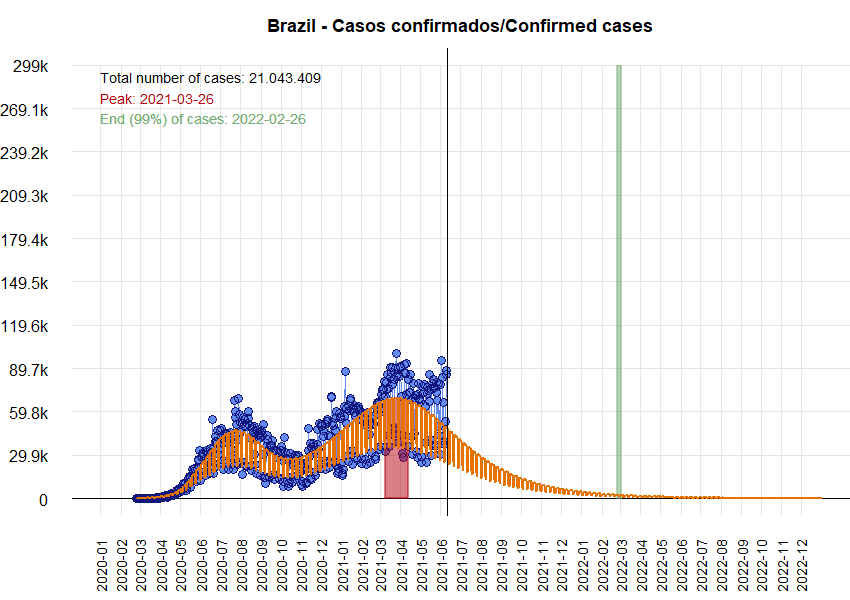 Brazil - Casos confirmados/Confirmed cases
299k
269.1k
239.2k
209.3k
179.4k
149.5k
119.6k
89.7k
59.8k
29.9k
0
Total number of cases: 21.043.409
Peak: 2021-03-26
End (99%) of cases: 2022-02-26
2020-01
2020-02
2020-03
2020-04
2020-05
2020-06
2020-07
2020-08
2020-09
2020-10
2020-11
2020-12
2021-01
2021-02
2021-03
2021-04
2021-05
2021-06
2021-07
2021-08
2021-09
2021-10
2021-11
2021-12
2022-01
2022-02
2022-03
2022-04
2022-05
2022-06
2022-07
2022-08
2022-09
2022-10
2022-11
2022-12